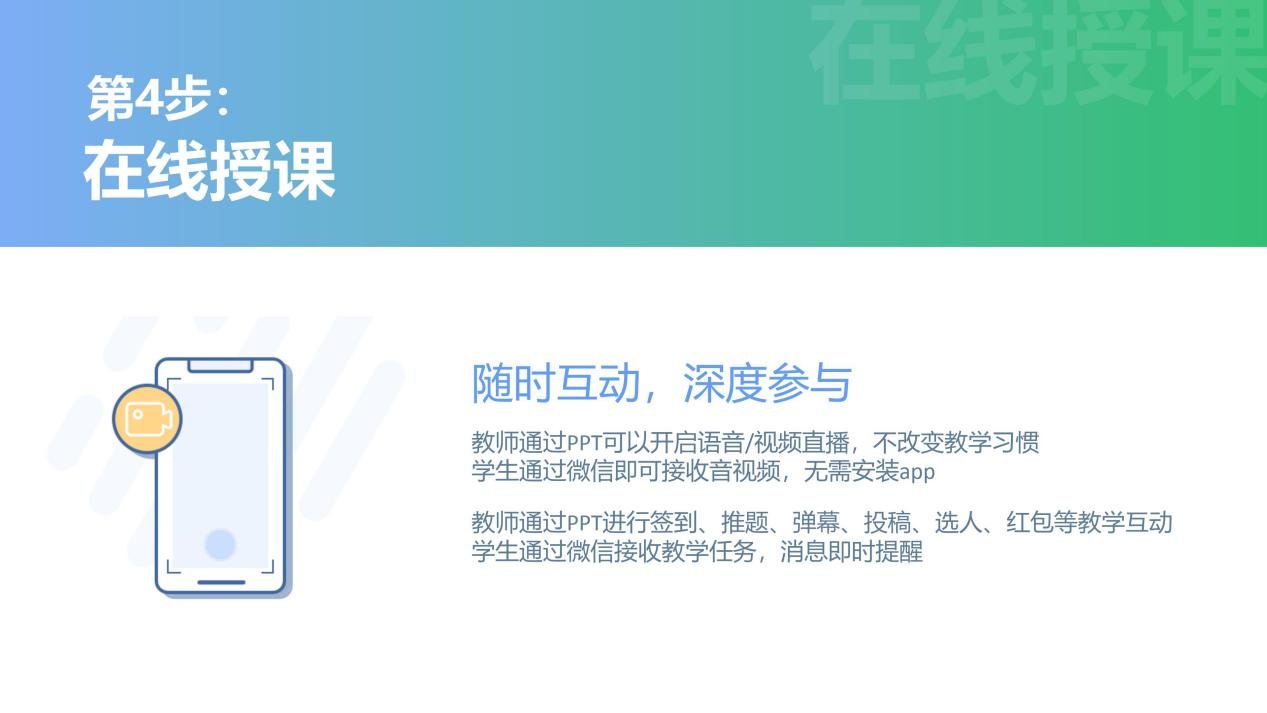 在线授课
第4步：
在线授课
随时互动，深度参与
教师通过PPT可以开启语音/视频直播，不改变教学习惯
学生通过微信即可接收音视频，无需安装app
教师通过PPT进行签到、推题、弹幕、投稿、选人、红包等教学互动
学生通过微信接收教学任务，消息即时提醒